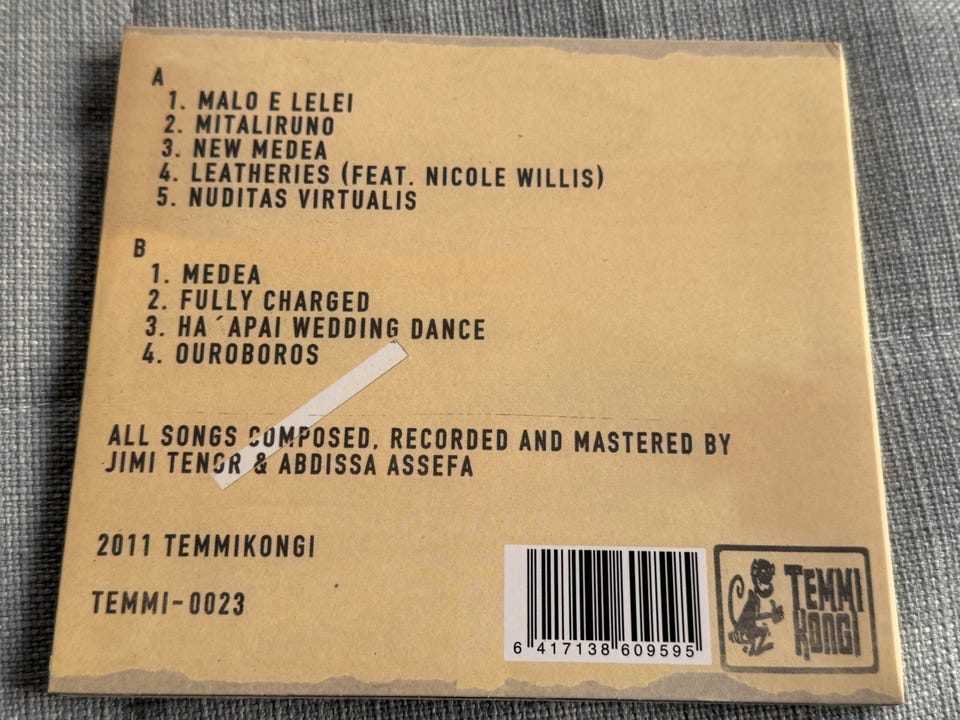 A
1. MALO E LELEI
2. MITALIRUNO
3. NEW MEDEA
4. LEATHERIES (FEAT. NICOLE WILLIS)
5. NUDITAS VIRTUALIS
B
1. MEDEA
2. FULLY CHARGED
3. HA´APAI WEDDING DANCE
4. OUROBOROS
ALL SONGS COMPOSED, RECORDED AND MASTERED BY
JIMI TENOR & ABDISSA ASSEFA
2011 TEMMIKONGI
TEMMI-0023
6 417138 609595
TEMMI
KONGI